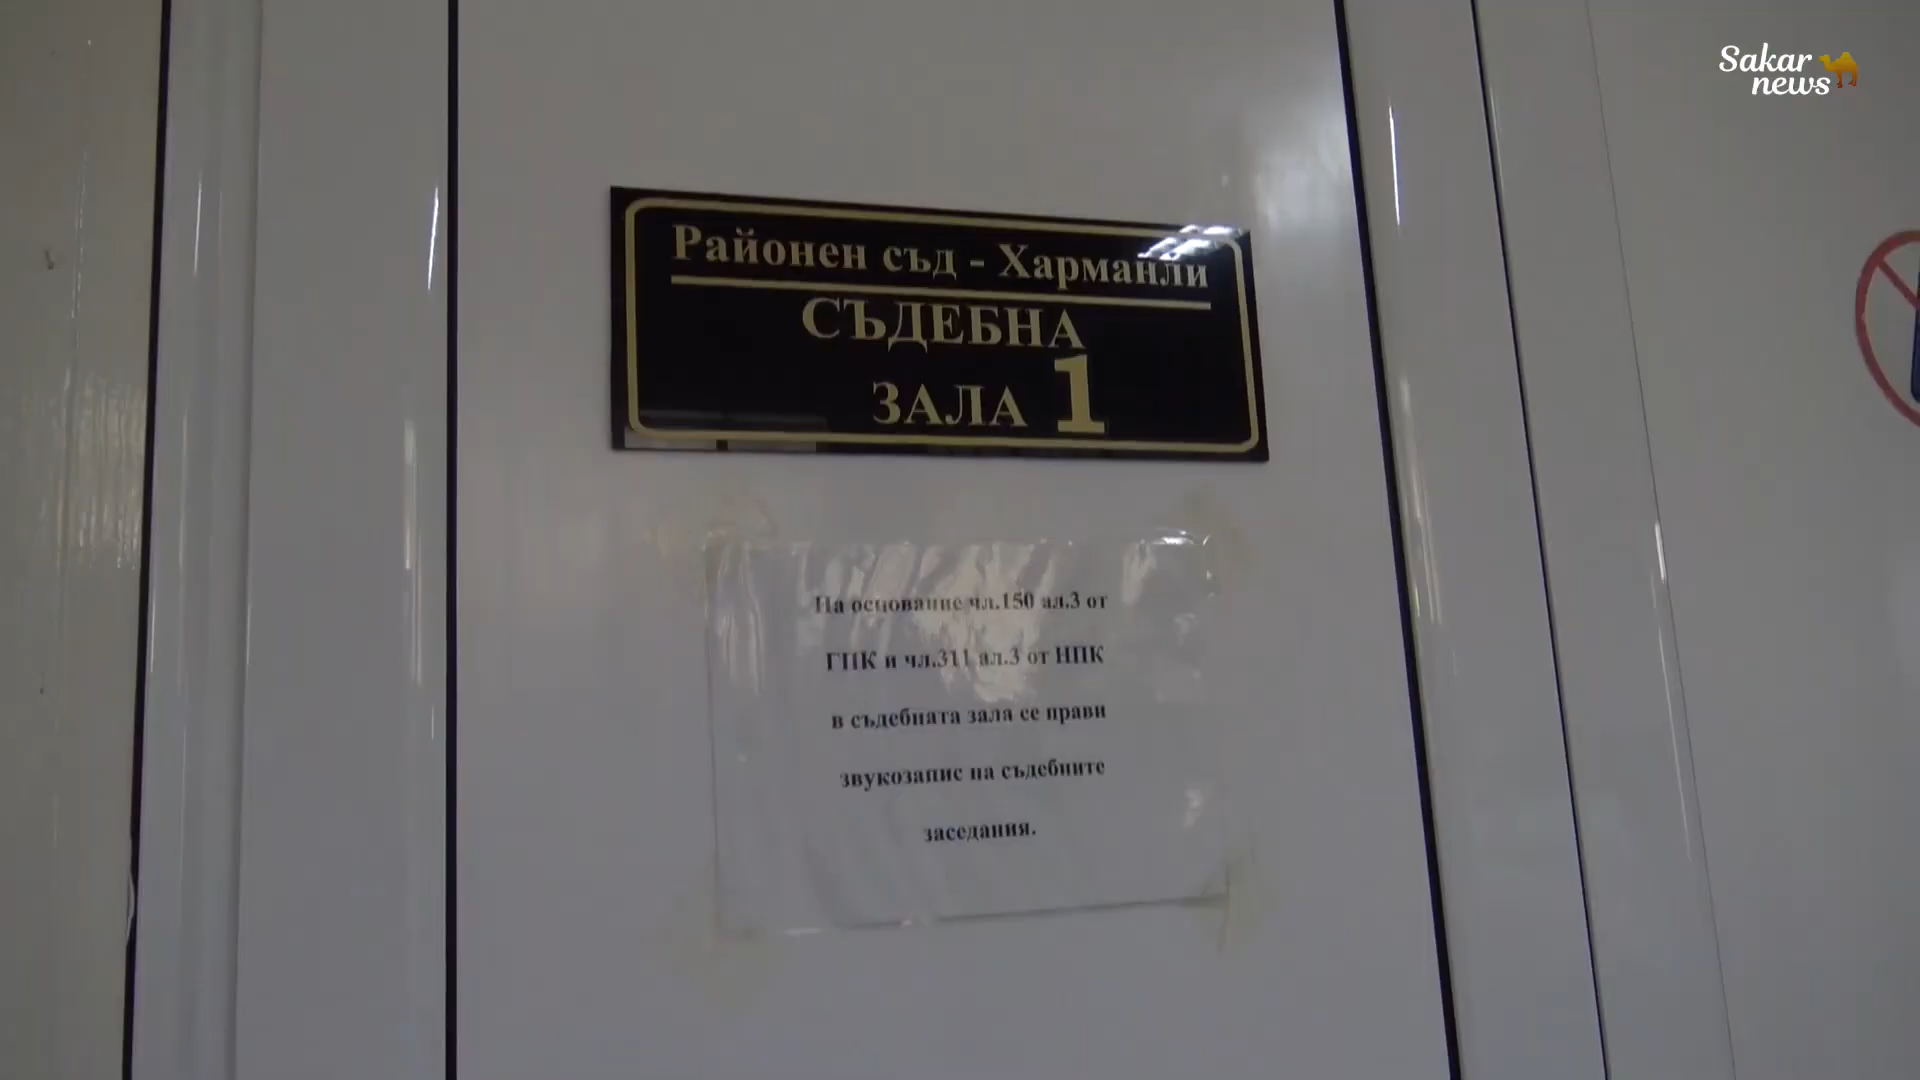 Sakar
news
Районен съд - Харманли
СЪДЕБНА
ЗАЛА 1
На основание чл.150 ал.3 от
ГПК и чл.311 ал.3 от НПК
в съдебната зала се прави
звукозапис на съдебните
заседания.